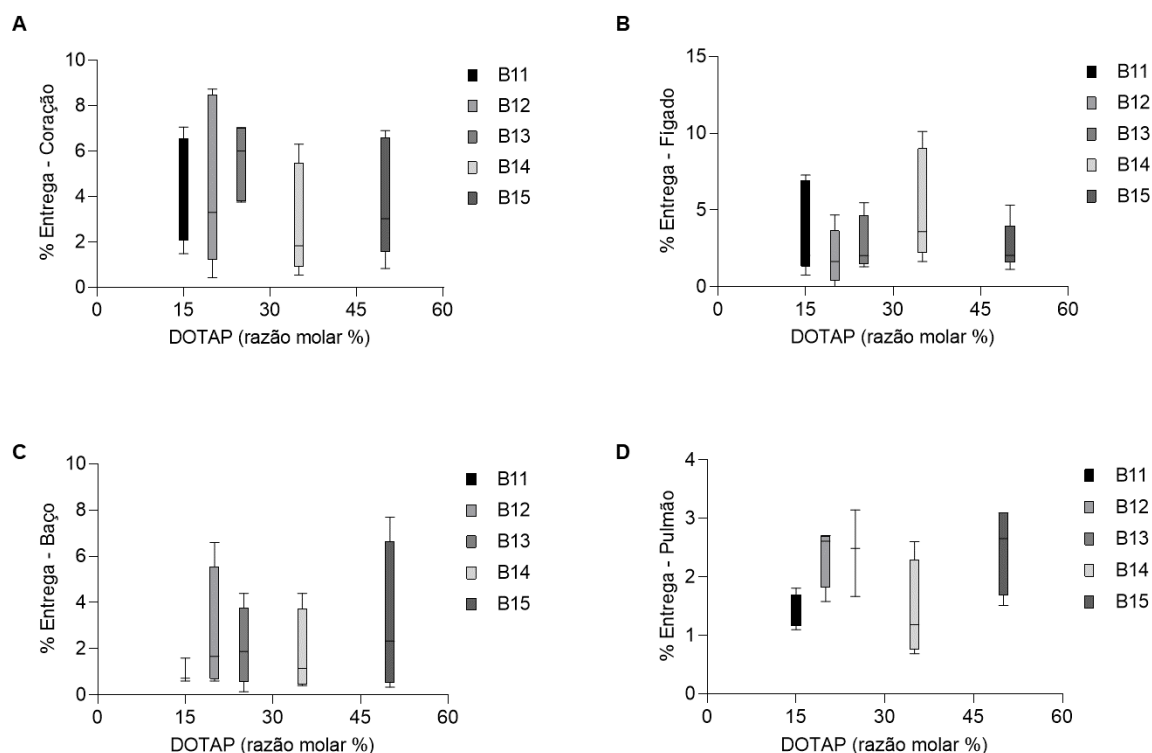 A
% Entrega - Coração
10
8
6
4
2
0
0 15 30 45 60
DOTAP (razão molar %)
B11
B12
B13
B14
B15
B
% Entrega - Fígado
15
10
5
0
0 15 30 45 60
DOTAP (razão molar %)
B11
B12
B13
B14
B15
C
% Entrega - Baço
10
8
6
4
2
0
0 15 30 45 60
DOTAP (razão molar %)
B11
B12
B13
B14
B15
D
% Entrega - Pulmão
4
3
2
1
0
0 15 30 45 60
DOTAP (razão molar %)
B11
B12
B13
B14
B15